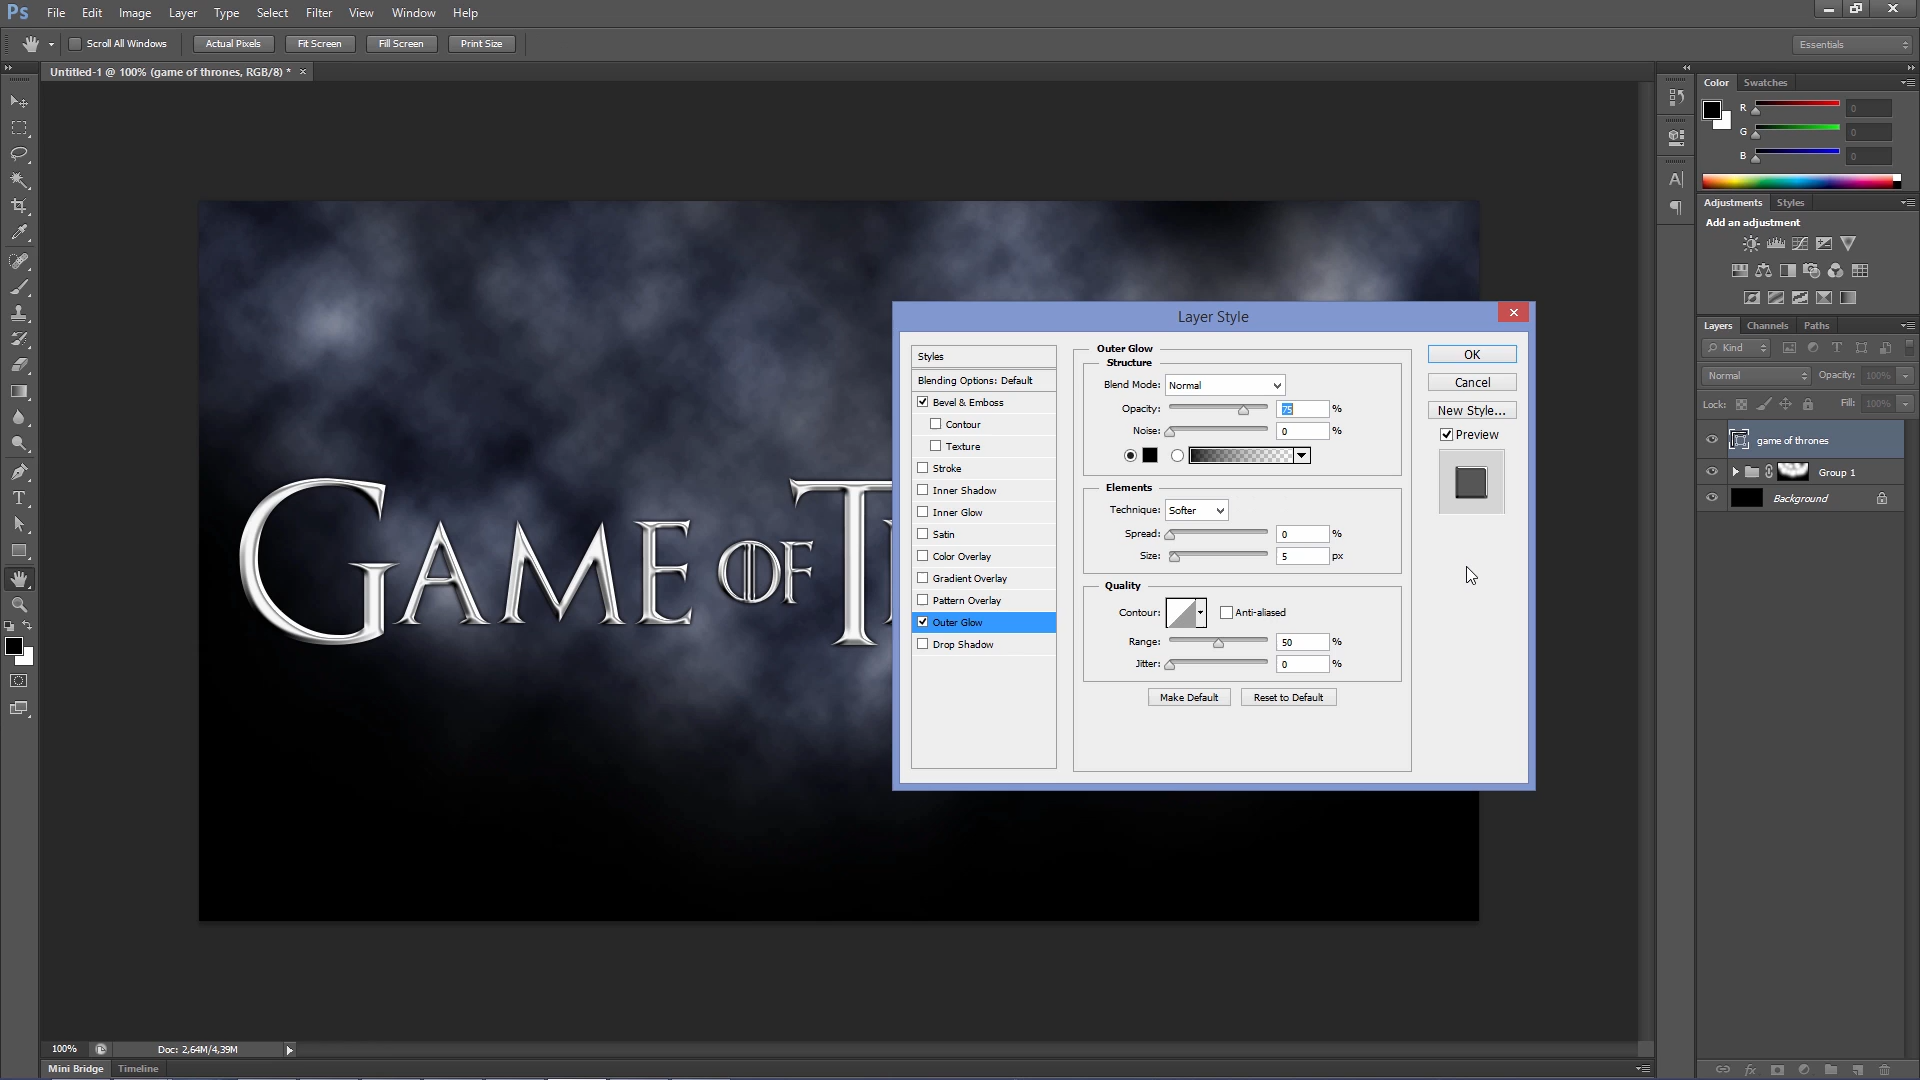 Ps File Edit Image Layer Type Select Filter View Window Help
Scroll All Windows Actual Pixels Fit Screen Fill Screen Print Size Essentials
Untitled-1 @ 100% (game of thrones, RGB/8) * ×
Color Swatches
R 0
G 0
B 0
Adjustments Styles
Add an adjustment
Layers Channels Paths
Kind
Normal Opacity: 100%
Lock: Fill: 100%
game of thrones
Group 1
Background
GAME OF T
Layer Style
Styles
Blending Options: Default
Bevel & Emboss
Contour
Texture
Stroke
Inner Shadow
Inner Glow
Satin
Color Overlay
Gradient Overlay
Pattern Overlay
Outer Glow
Drop Shadow
Outer Glow
Structure
Blend Mode: Normal
Opacity: 75 %
Noise: 0 %
Elements
Technique: Softer
Spread: 0 %
Size: 5 px
Quality
Contour: Anti-aliased
Range: 50 %
Jitter: 0 %
Make Default Reset to Default
OK
Cancel
New Style...
Preview
100% Doc: 2,64M/4,39M
Mini Bridge Timeline